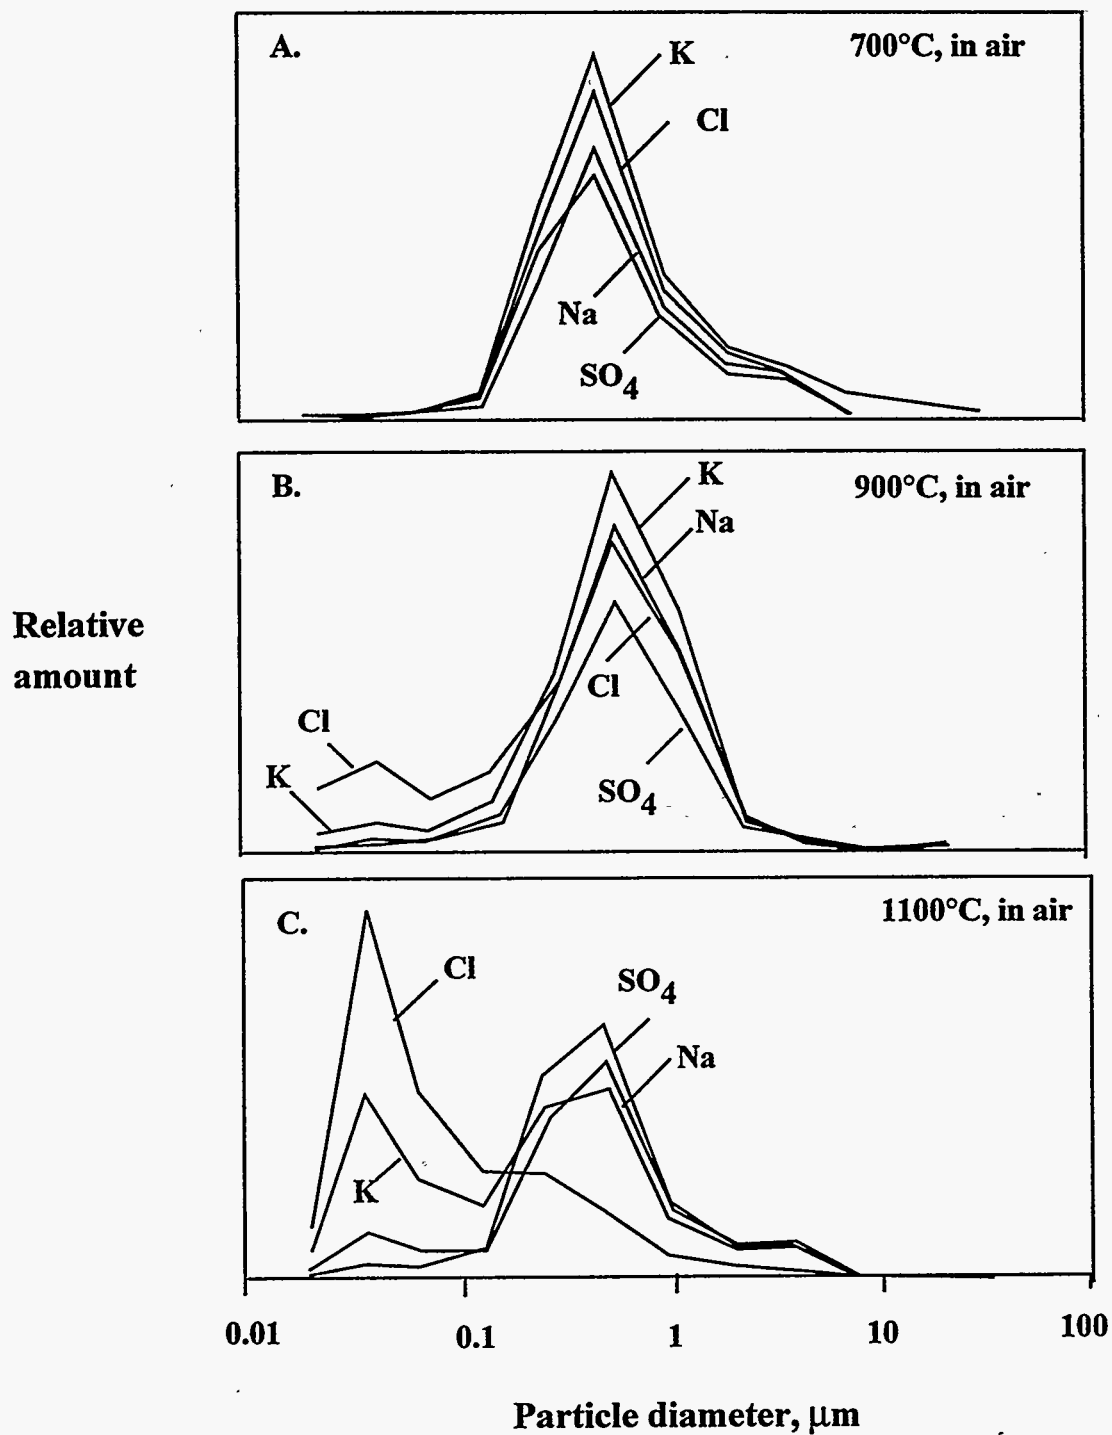 A.
700°C, in air
K
Cl
Na
SO4
B.
900°C, in air
K
Na
Cl
Cl
K
SO4
Relative
amount
C.
1100°C, in air
Cl
SO4
Na
K
0.01 0.1 1 10 100
Particle diameter, μm